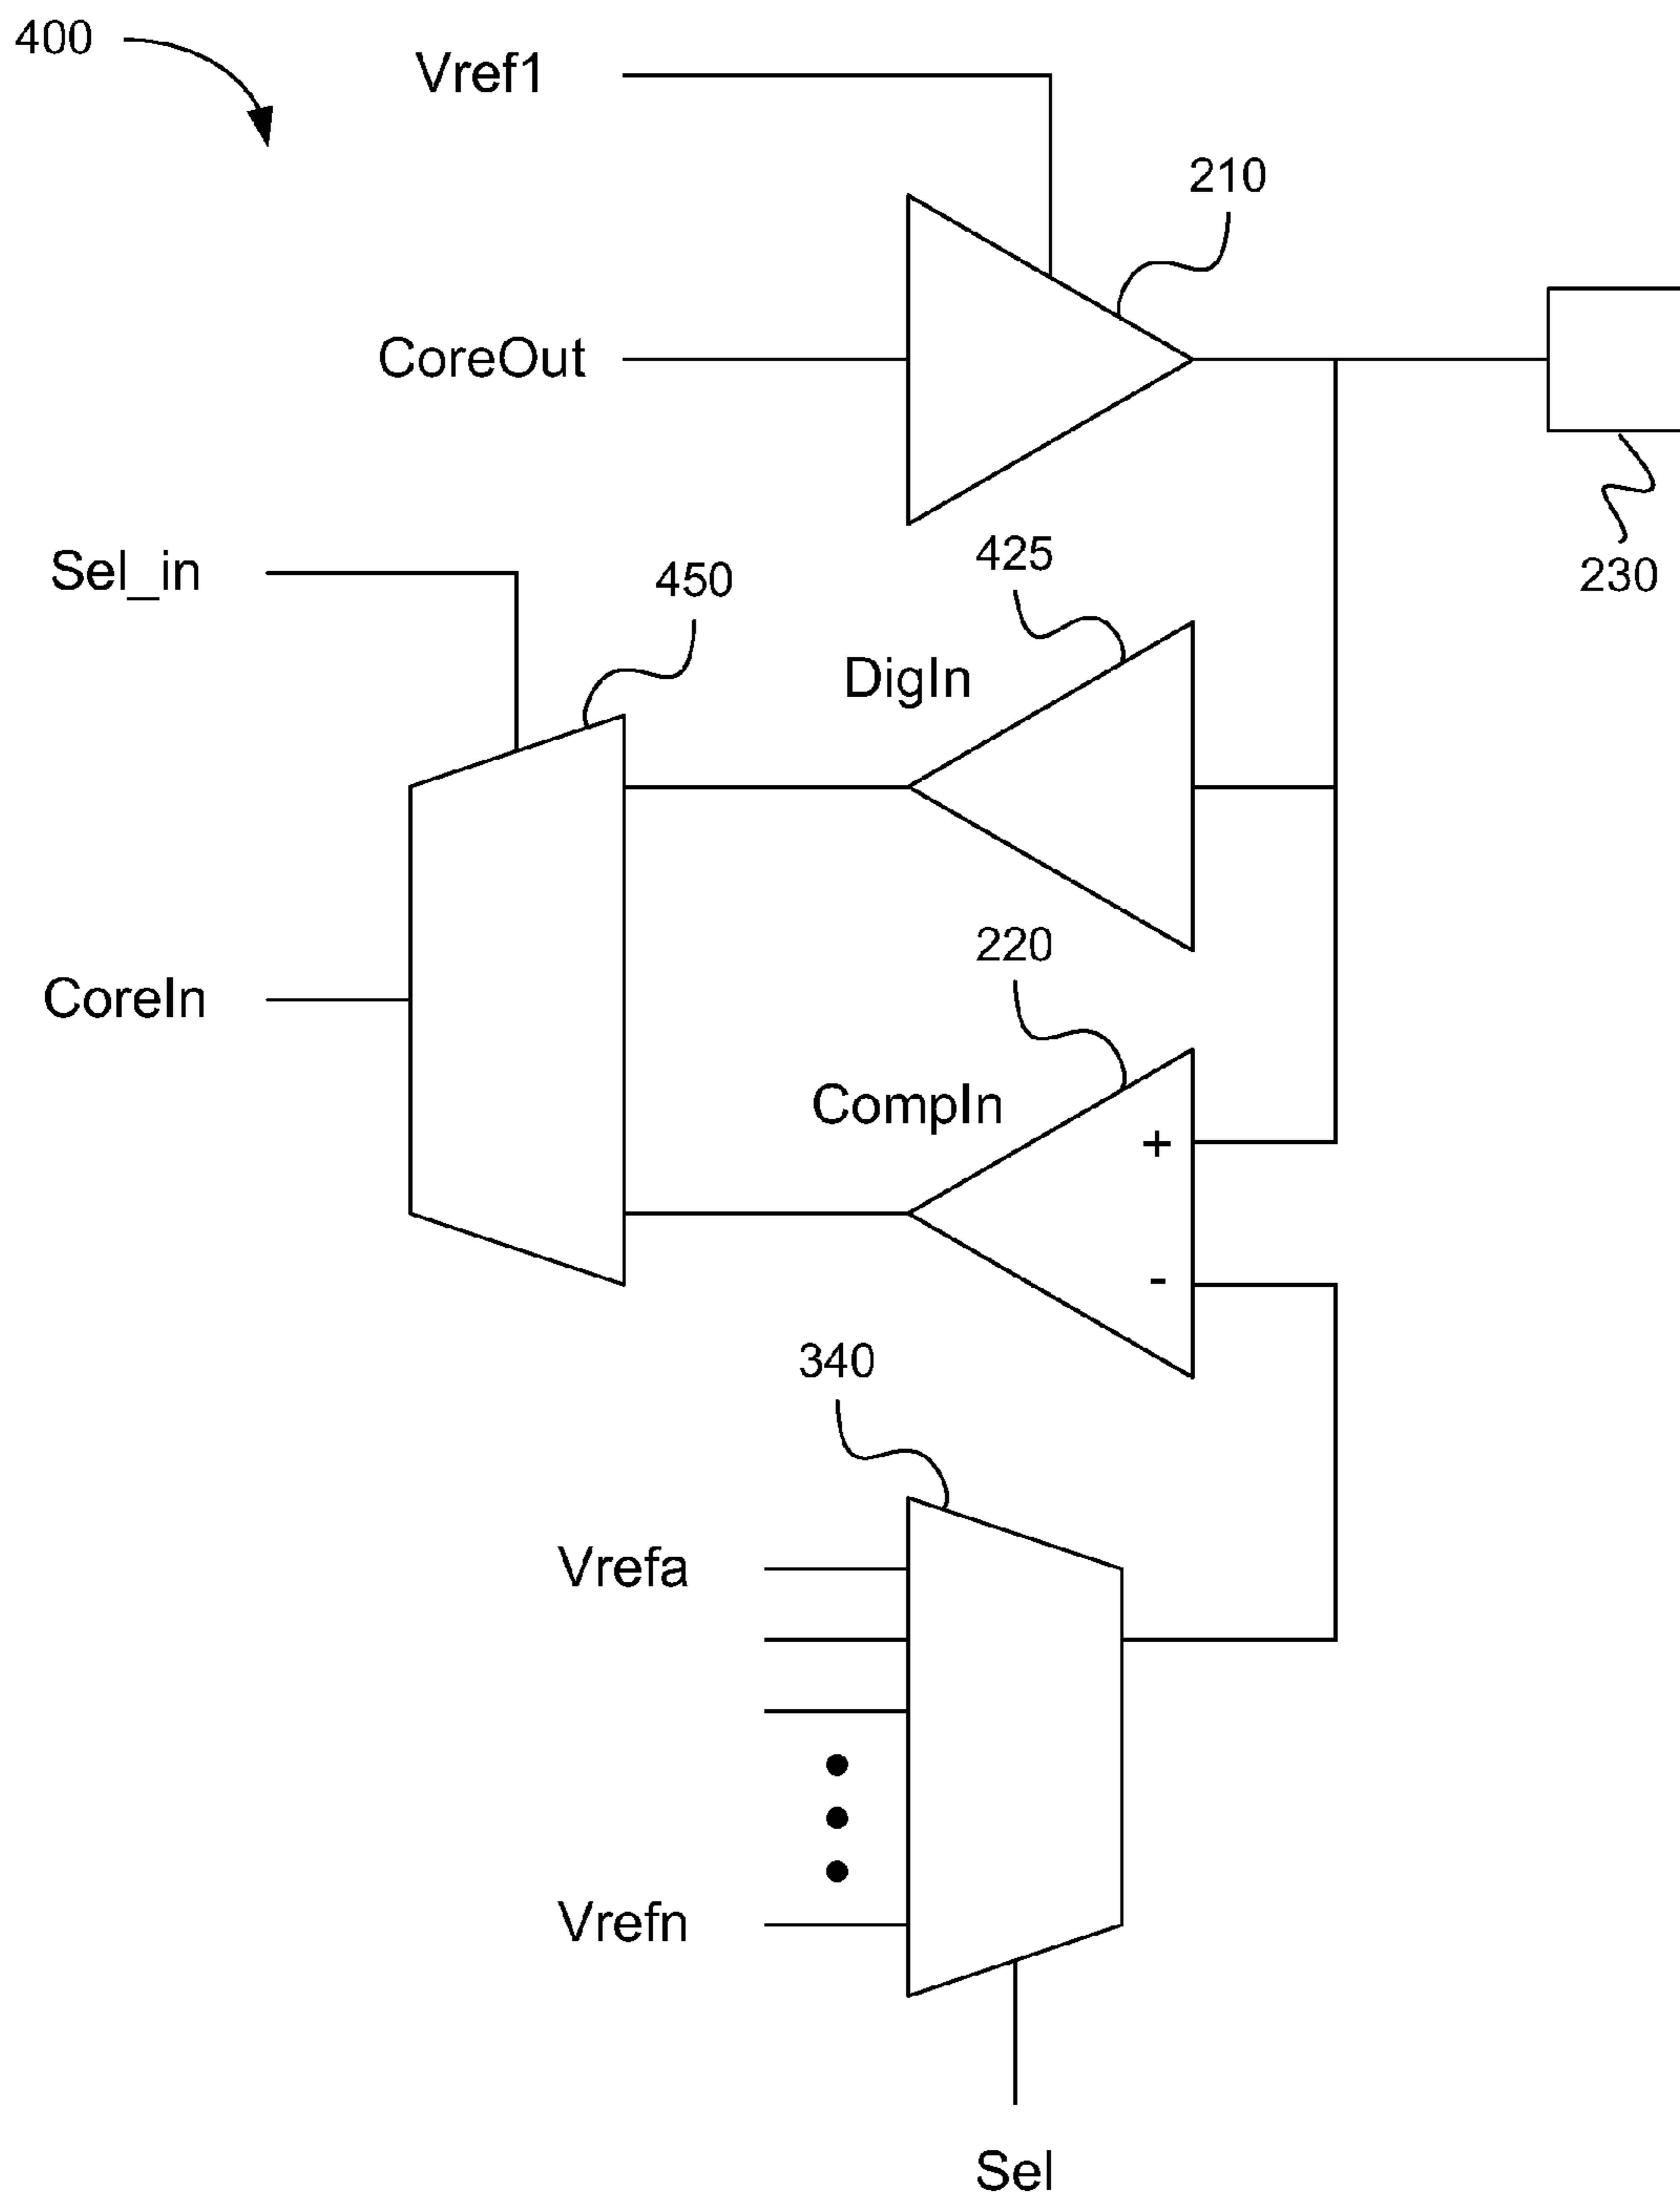 400
Vref1
210
CoreOut
230
Sel_in
450
425
DigIn
220
CoreIn
CompIn
+
-
340
Vrefa
Vrefn
Sel